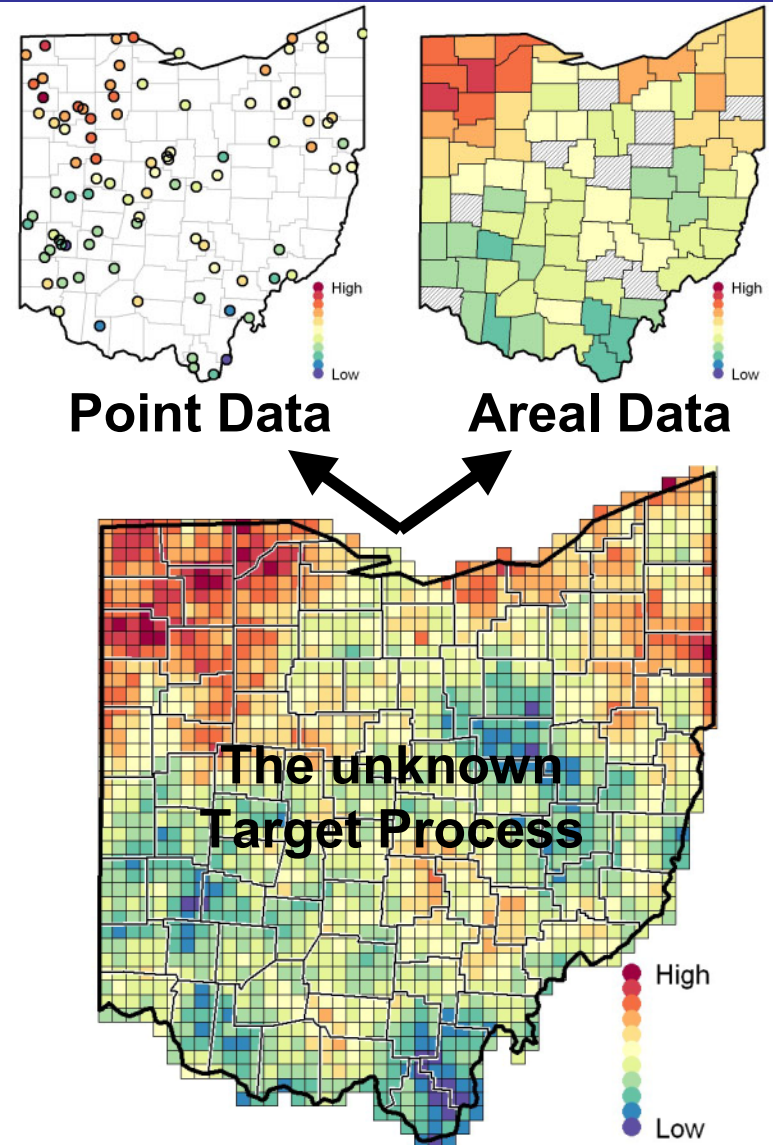 High
Low
High
Low
Point Data
Areal Data
The unknown
Target Process
High
Low